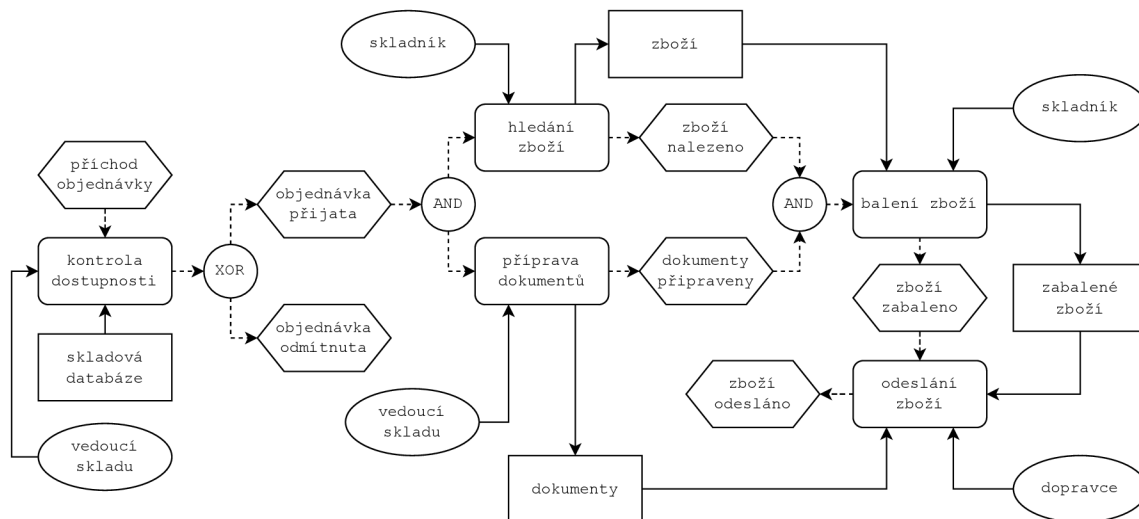 skladník
zboží
skladník
hledání
zboží
zboží
nalezeno
příchod
objednávky
objednávka
přijata
AND
AND
balení zboží
kontrola
dostupnosti
XOR
příprava
dokumentů
dokumenty
připraveny
zboží
zabaleno
zabalené
zboží
objednávka
odmítnuta
skladová
databáze
zboží
odesláno
odeslání
zboží
vedoucí
skladu
vedoucí
skladu
dokumenty
dopravce